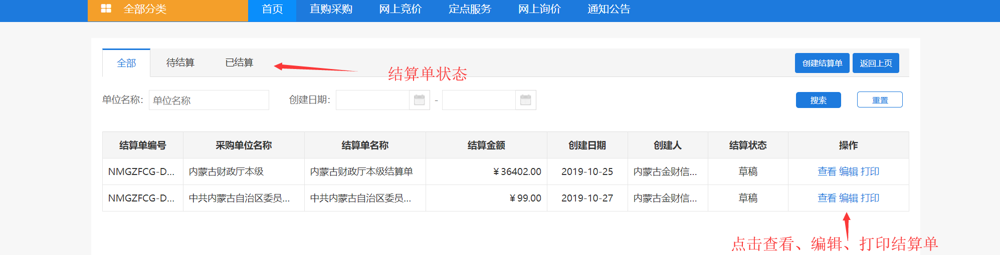 全部分类 首页 直购采购 网上竞价 定点服务 网上询价 通知公告
全部 待结算 已结算 创建结算单 返回上页
结算单状态
单位名称： 单位名称 创建日期： - 搜索 重置
结算单编号 采购单位名称 结算单名称 结算金额 创建日期 创建人 结算状态 操作
NMGZFCG-D... 内蒙古财政厅本级 内蒙古财政厅本级结算单 ¥36402.00 2019-10-25 内蒙古金财信... 草稿 查看 编辑 打印
NMGZFCG-D... 中共内蒙古自治区委员... 中共内蒙古自治区委员... ¥99.00 2019-10-27 内蒙古金财信... 草稿 查看 编辑 打印
点击查看、编辑、打印结算单